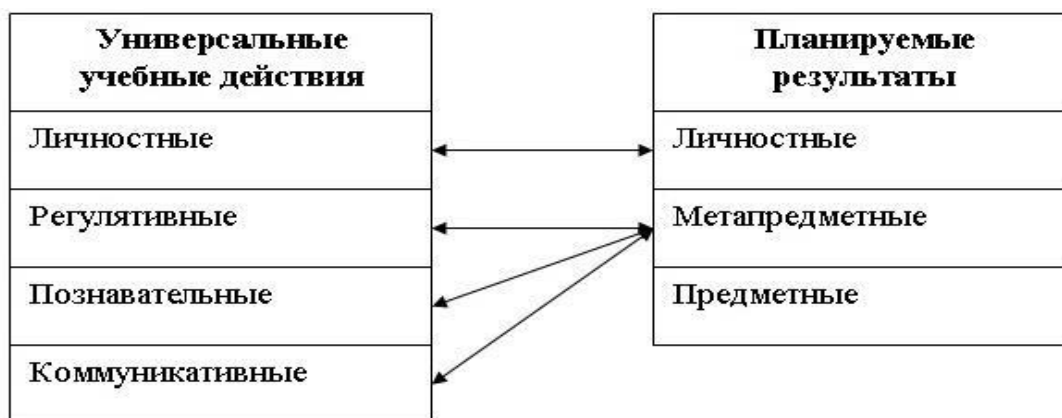 Универсальные
учебные действия
Личностные
Регулятивные
Познавательные
Коммуникативные
Планируемые
результаты
Личностные
Метапредметные
Предметные